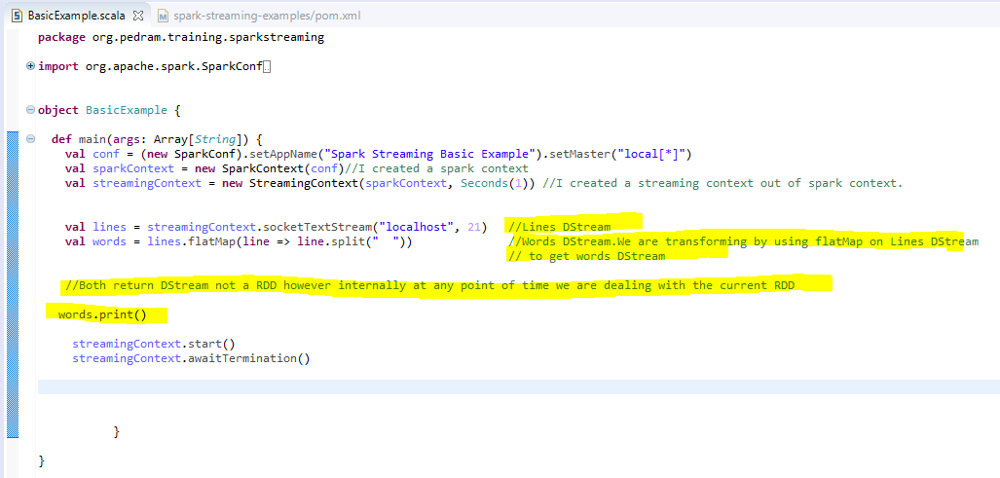 BasicExample.scala spark-streaming-examples/pom.xml
package org.pedram.training.sparkstreaming
import org.apache.spark.SparkConf
object BasicExample {
def main(args: Array[String]) {
val conf = (new SparkConf).setAppName("Spark Streaming Basic Example").setMaster("local[*]")
val sparkContext = new SparkContext(conf)//I created a spark context
val streamingContext = new StreamingContext(sparkContext, Seconds(1)) //I created a streaming context out of spark context.
val lines = streamingContext.socketTextStream("localhost", 21) //Lines DStream
val words = lines.flatMap(line => line.split("  ")) //Words DStream.We are transforming by using flatMap on Lines DStream
// to get words DStream
//Both return DStream not a RDD however internally at any point of time we are dealing with the current RDD
words.print()
streamingContext.start()
streamingContext.awaitTermination()
}
}